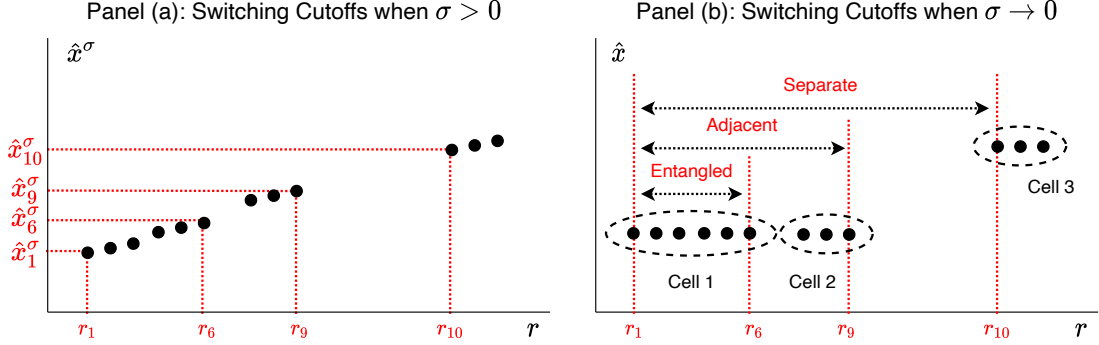 Panel (a): Switching Cutoffs when σ > 0
x̂^σ
x̂^σ_10
x̂^σ_9
x̂^σ_6
x̂^σ_1
r_1
r_6
r_9
r_10
r
Panel (b): Switching Cutoffs when σ → 0
x̂
Separate
Adjacent
Entangled
Cell 3
Cell 1
Cell 2
r_1
r_6
r_9
r_10
r